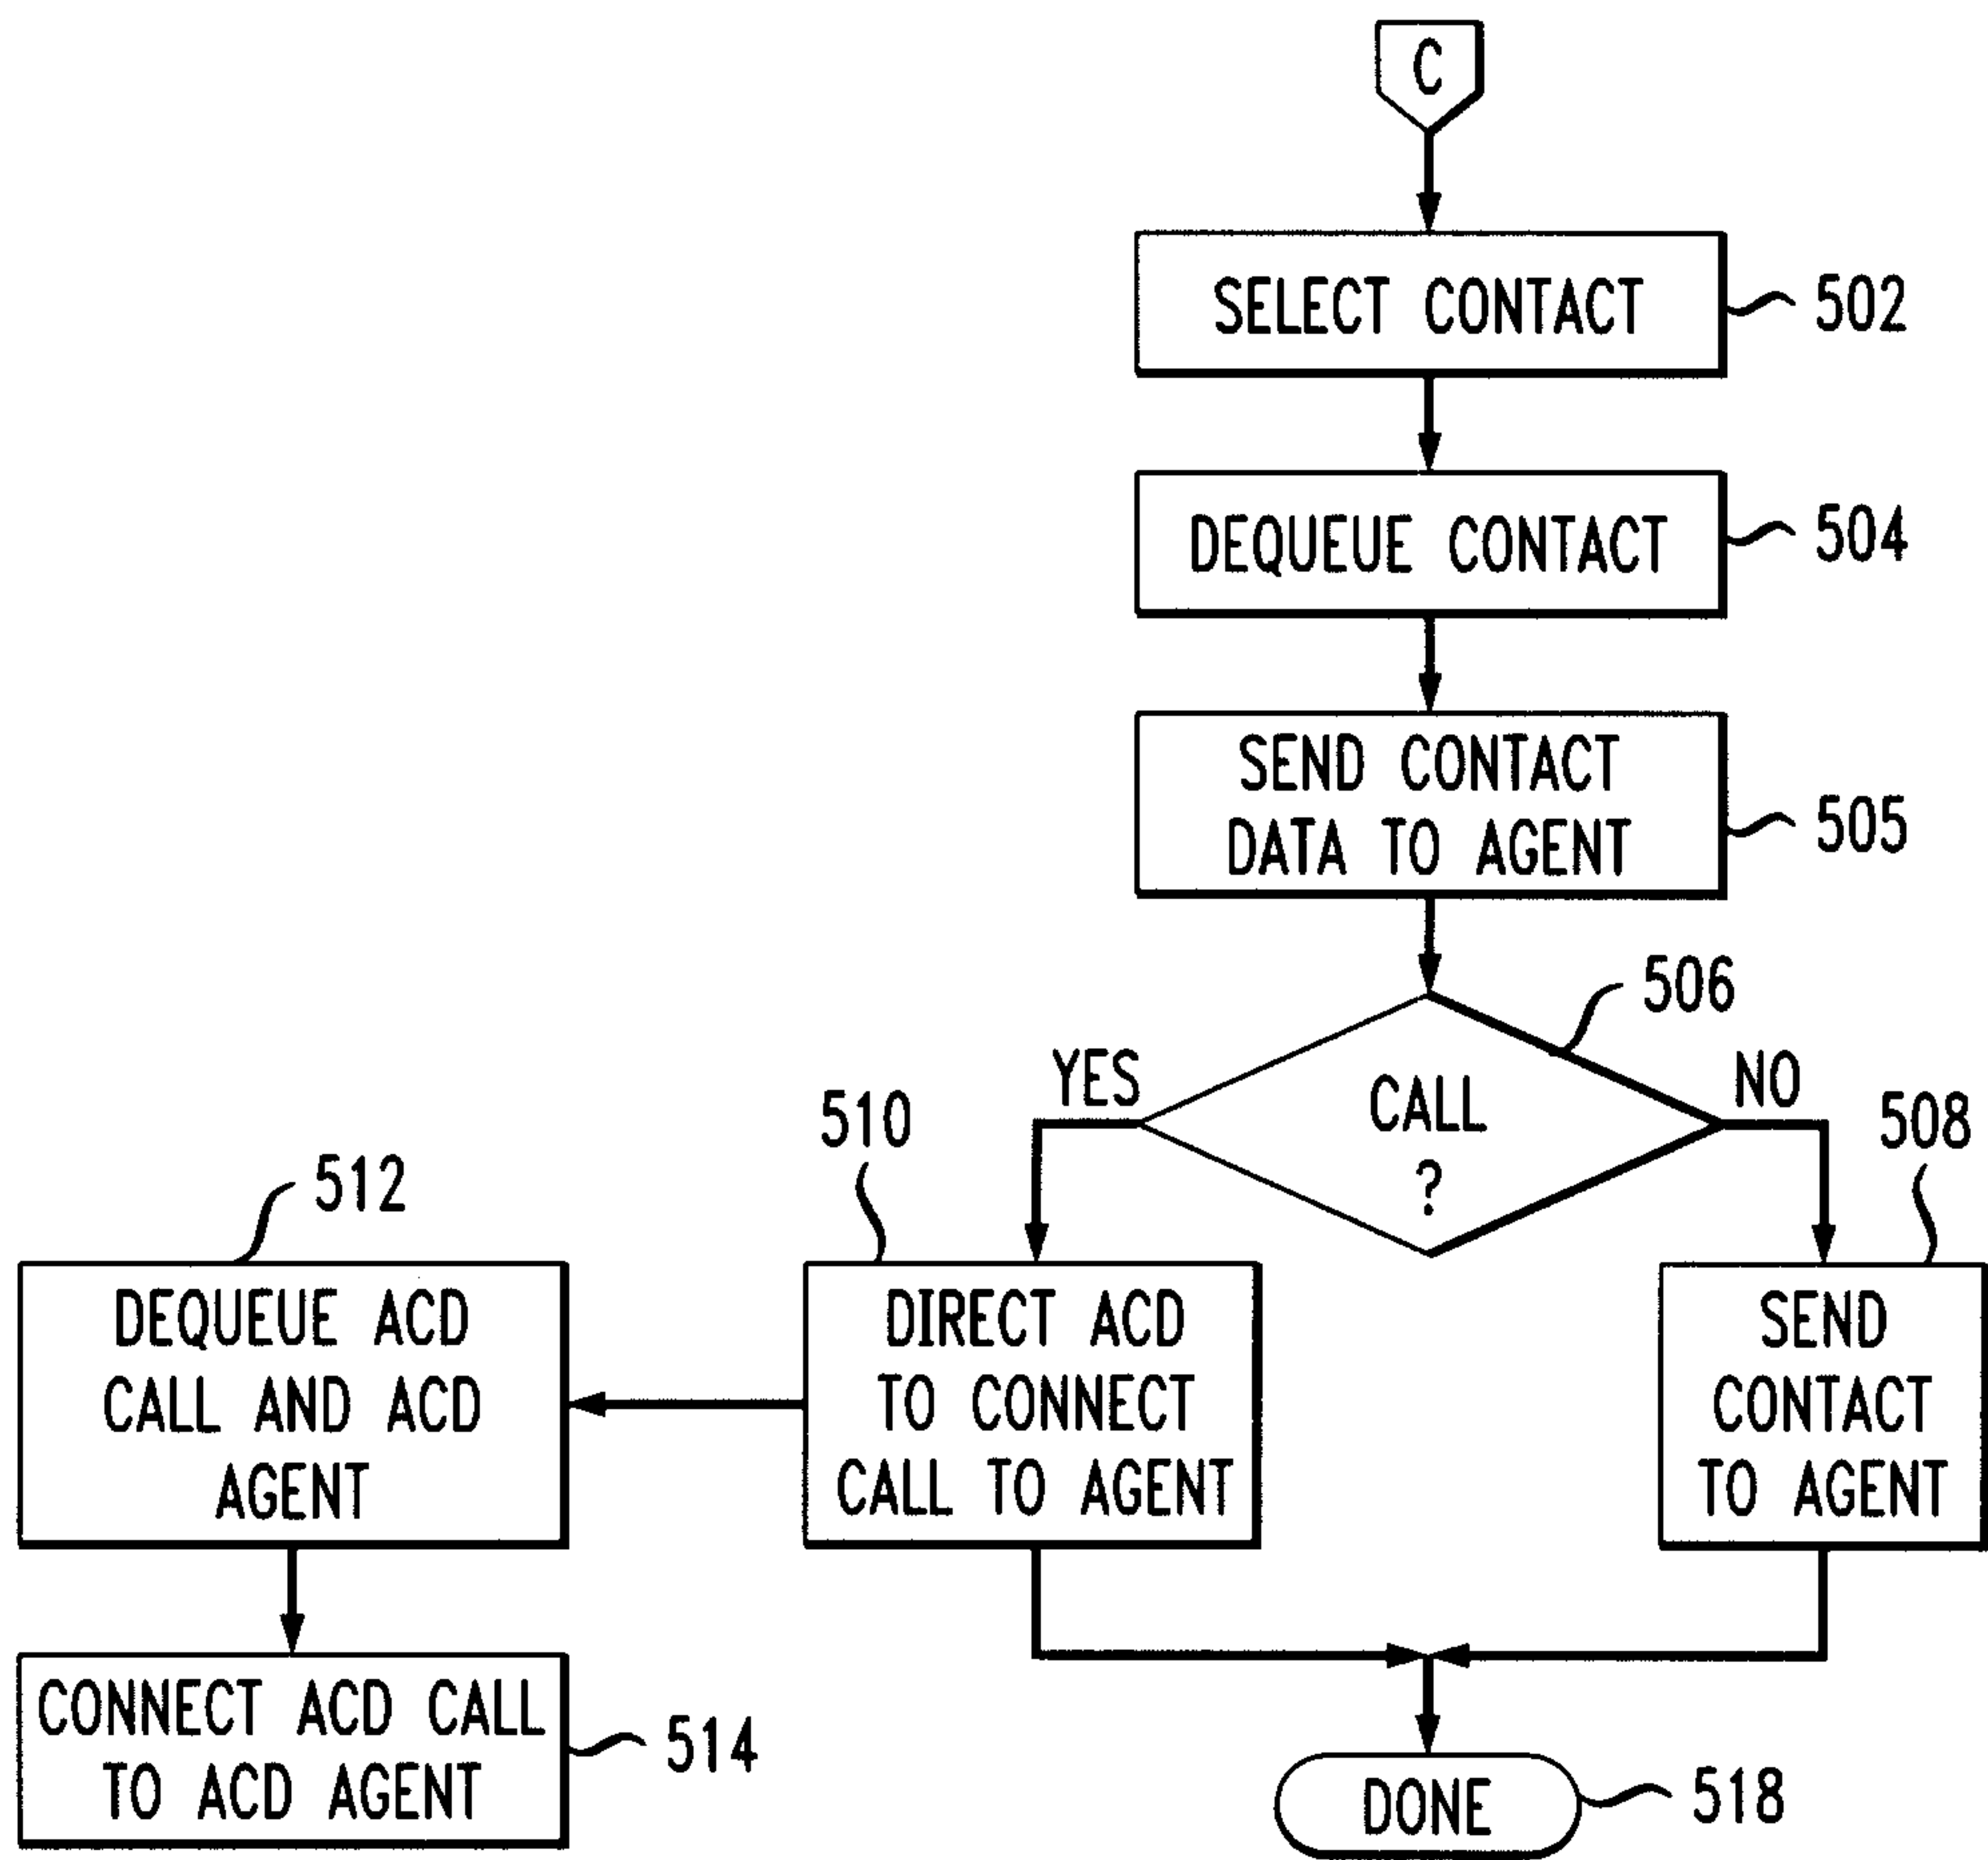 C
SELECT CONTACT
502
DEQUEUE CONTACT
504
SEND CONTACT
DATA TO AGENT
505
506
CALL
?
YES
NO
510
DIRECT ACD
TO CONNECT
CALL TO AGENT
508
SEND
CONTACT
TO AGENT
512
DEQUEUE ACD
CALL AND ACD
AGENT
CONNECT ACD CALL
TO ACD AGENT
514
DONE
518